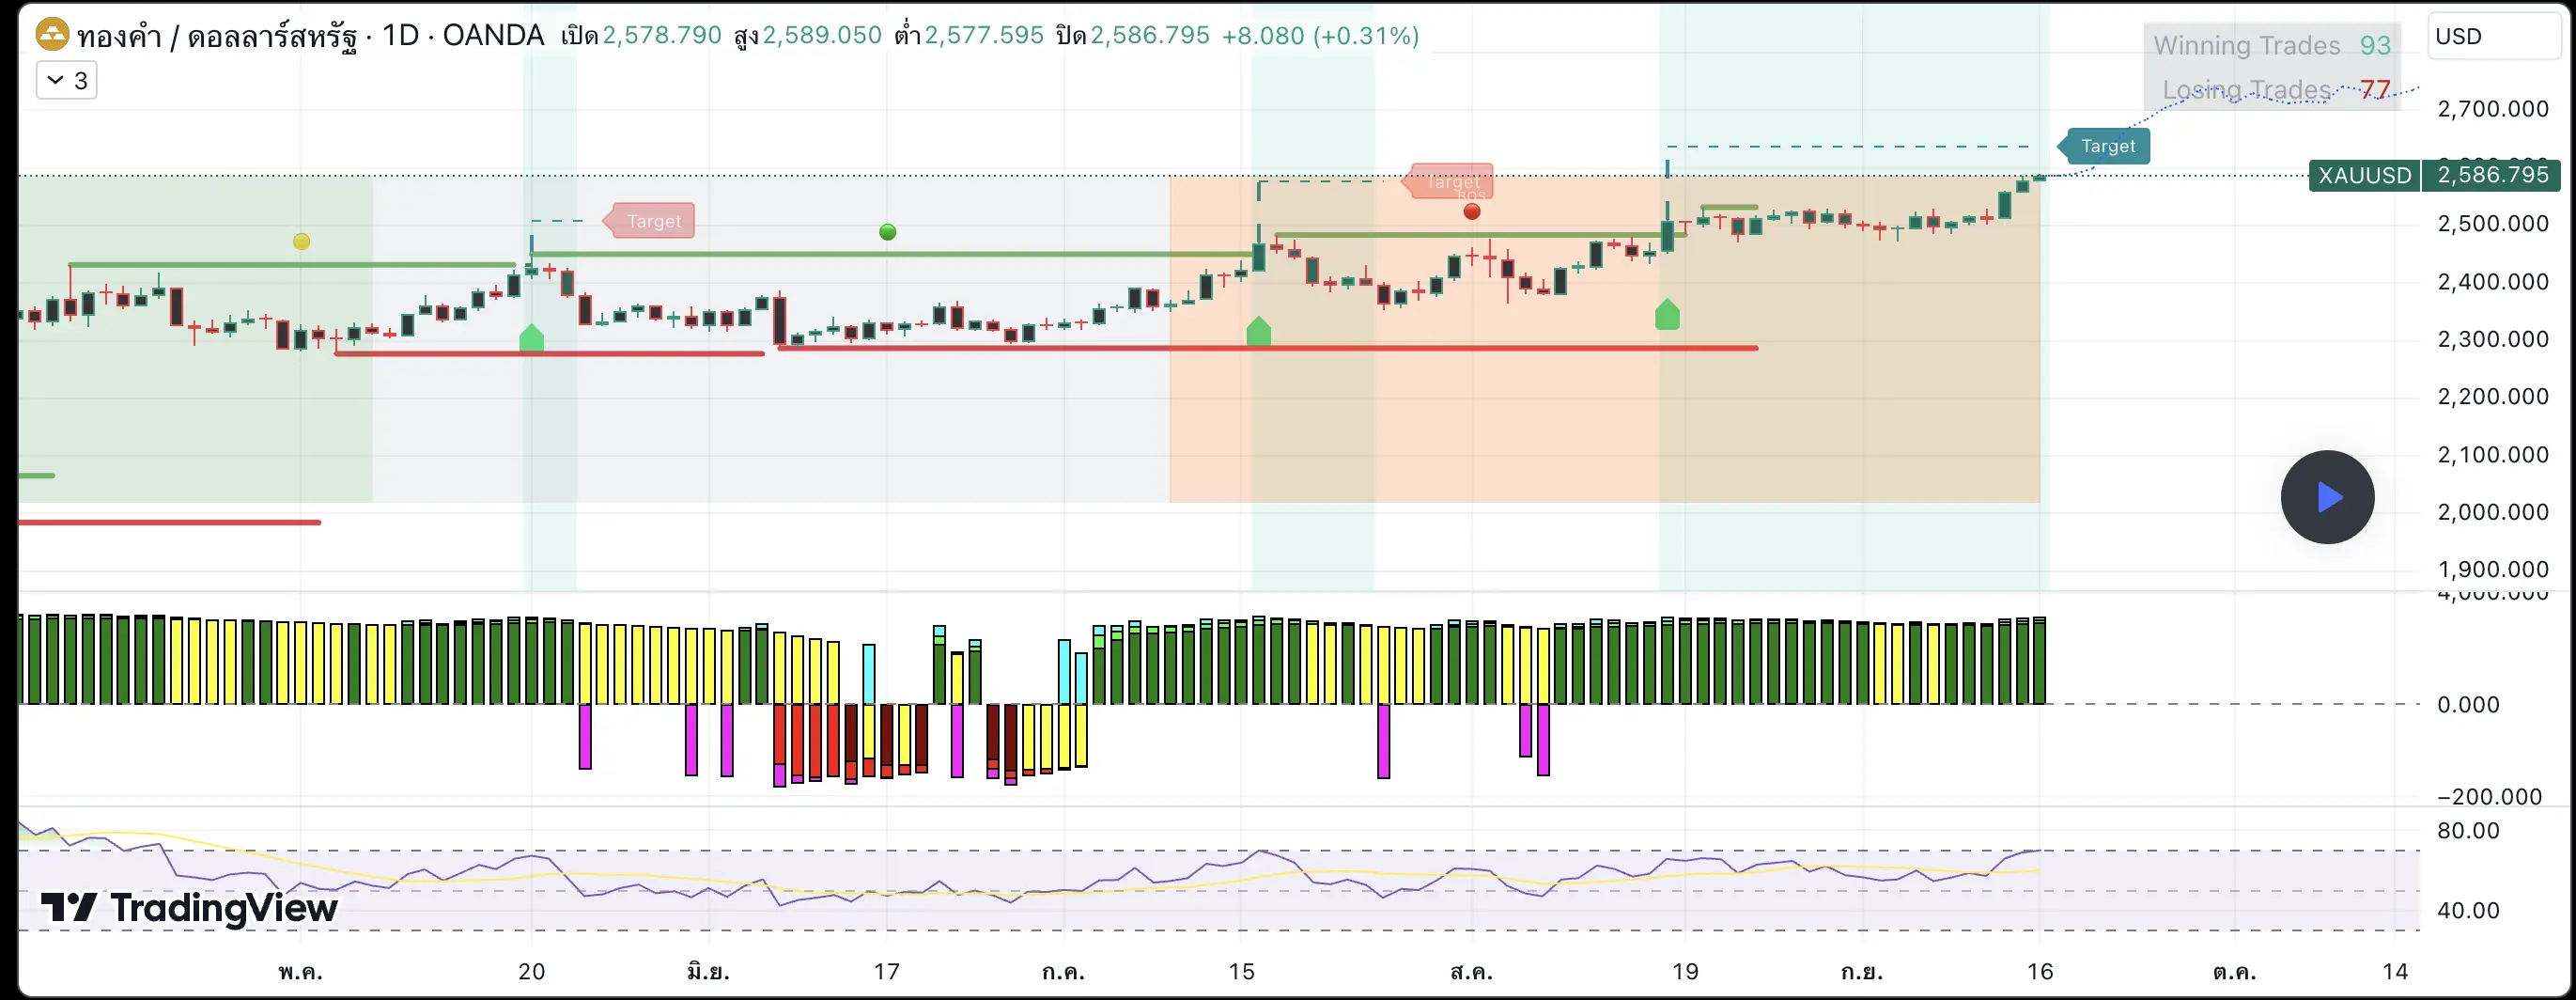 ทองคำ / ดอลลาร์สหรัฐ · 1D · OANDA เปิด2,578.790 สูง2,589.050 ต่ำ2,577.595 ปิด2,586.795 +8.080 (+0.31%)
3
Winning Trades 93
Losing Trades 77
USD
2,700.000
Target
XAUUSD 2,586.795
Target
Target
2,500.000
2,400.000
2,300.000
2,200.000
2,100.000
2,000.000
1,900.000
4,000.000
0.000
−200.000
80.00
40.00
TradingView
พ.ค. 20 มิ.ย. 17 ก.ค. 15 ส.ค. 19 ก.ย. 16 ต.ค. 14